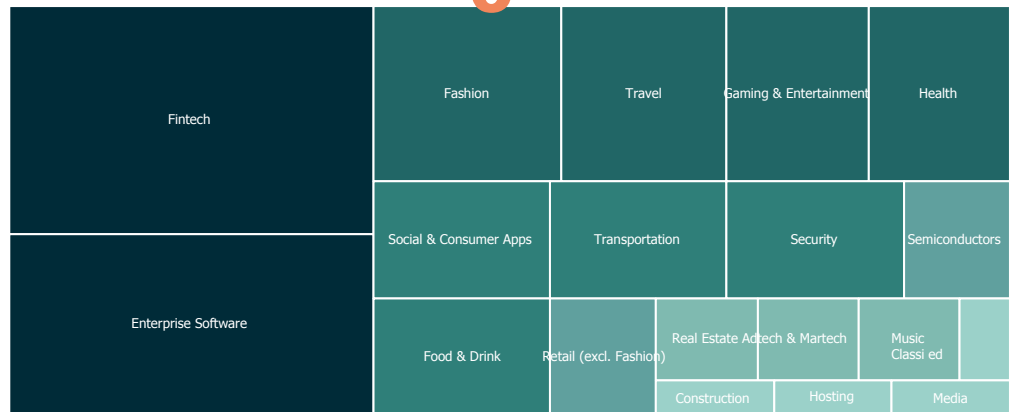 Fintech
Fashion
Travel
Gaming & Entertainment
Health
Social & Consumer Apps
Transportation
Security
Semiconductors
Enterprise Software
Food & Drink
Retail (excl. Fashion)
Real Estate Adtech & Martech
Music
Classi ed
Construction
Hosting
Media